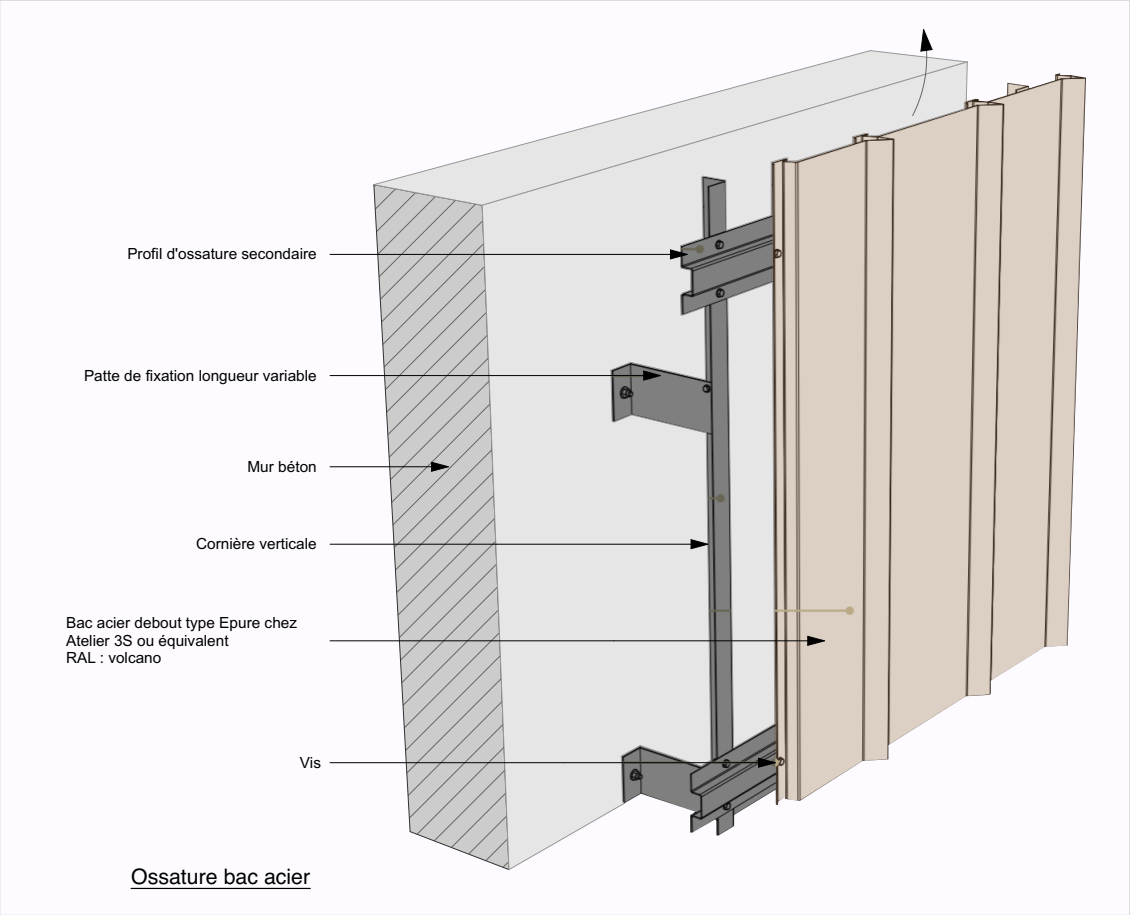 Profil d'ossature secondaire
Patte de fixation longueur variable
Mur béton
Cornière verticale
Bac acier debout type Epure chez
Atelier 3S ou équivalent
RAL : volcano
Vis
Ossature bac acier